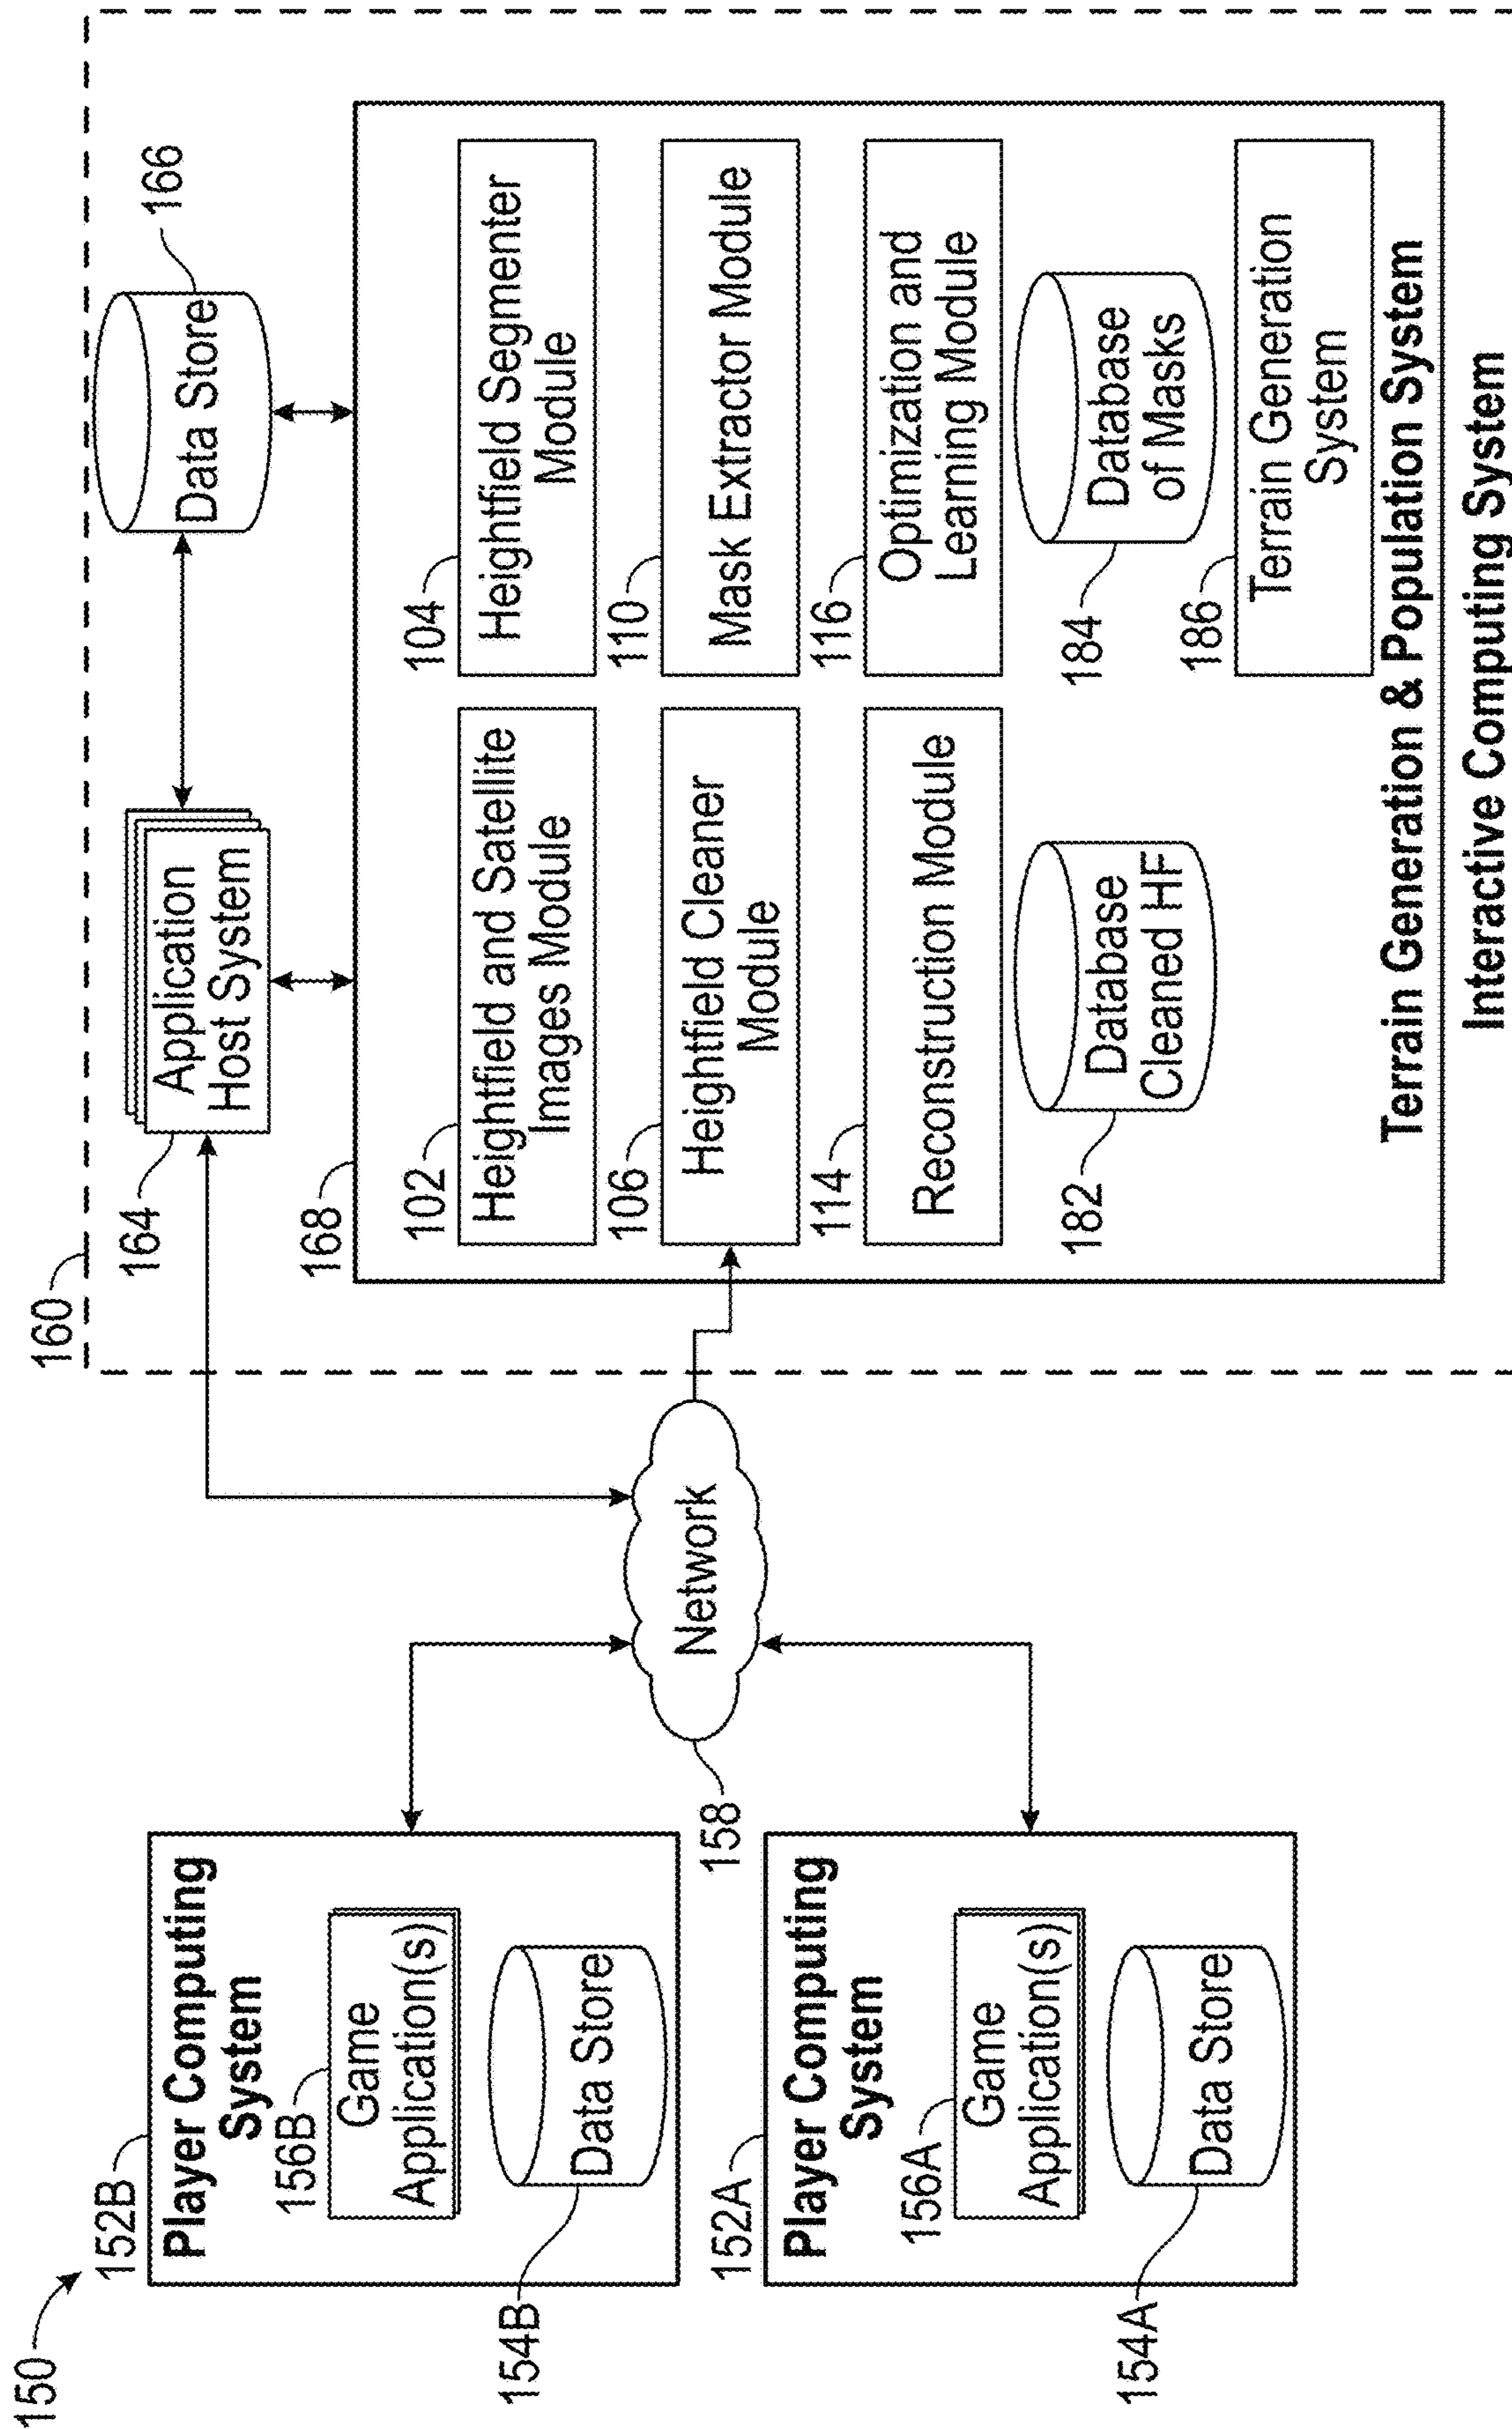 150
152B
Player Computing
System
156B
Game
Application(s)
Data Store
154B
152A
Player Computing
System
156A
Game
Application(s)
Data Store
154A
Network
158
160
164
Application
Host System
Data Store
166
168
102
Heightfield and Satellite
Images Module
104
Heightfield Segmenter
Module
106
Heightfield Cleaner
Module
110
Mask Extractor Module
114
Reconstruction Module
116
Optimization and
Learning Module
182
Database
Cleaned HF
184
Database
of Masks
186
Terrain Generation
System
Terrain Generation & Population System
Interactive Computing System